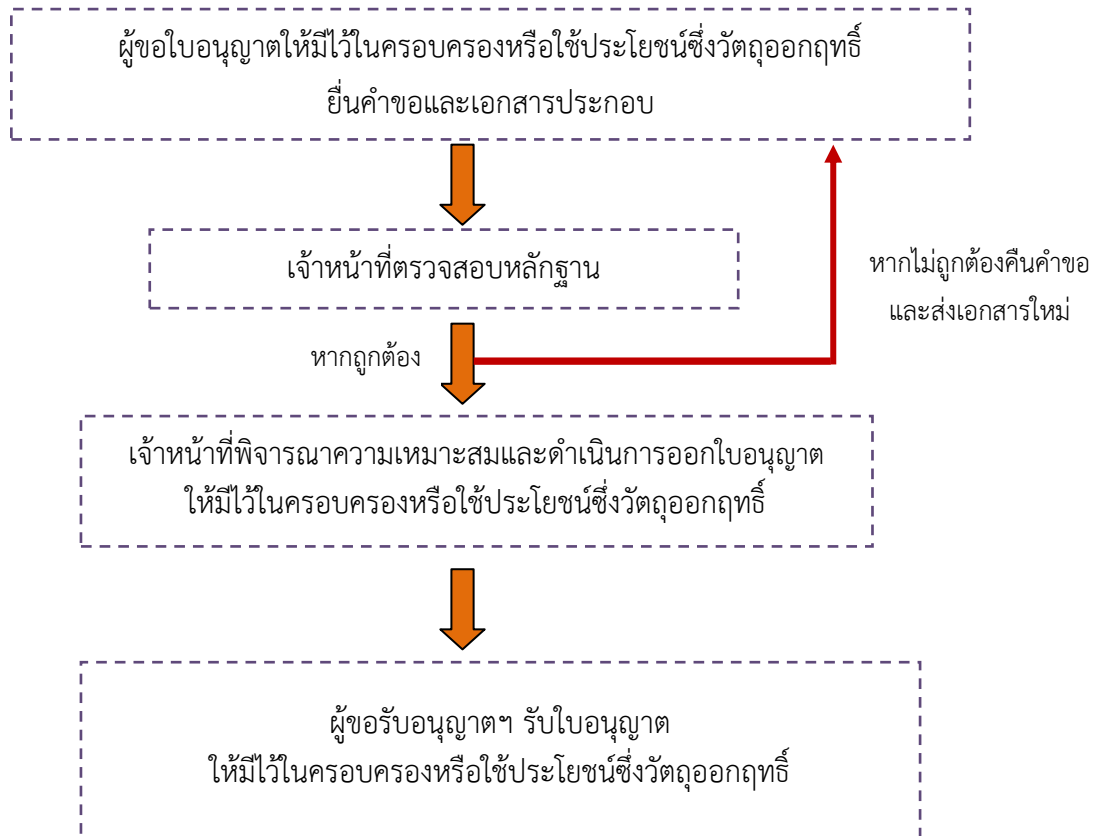 ผู้ขอใบอนุญาตให้มีไว้ในครอบครองหรือใช้ประโยชน์ซึ่งวัตถุออกฤทธิ์
ยื่นคำขอและเอกสารประกอบ
เจ้าหน้าที่ตรวจสอบหลักฐาน
หากไม่ถูกต้องคืนคำขอ
และส่งเอกสารใหม่
หากถูกต้อง
เจ้าหน้าที่พิจารณาความเหมาะสมและดำเนินการออกใบอนุญาต
ให้มีไว้ในครอบครองหรือใช้ประโยชน์ซึ่งวัตถุออกฤทธิ์
ผู้ขอรับอนุญาตฯ รับใบอนุญาต
ให้มีไว้ในครอบครองหรือใช้ประโยชน์ซึ่งวัตถุออกฤทธิ์